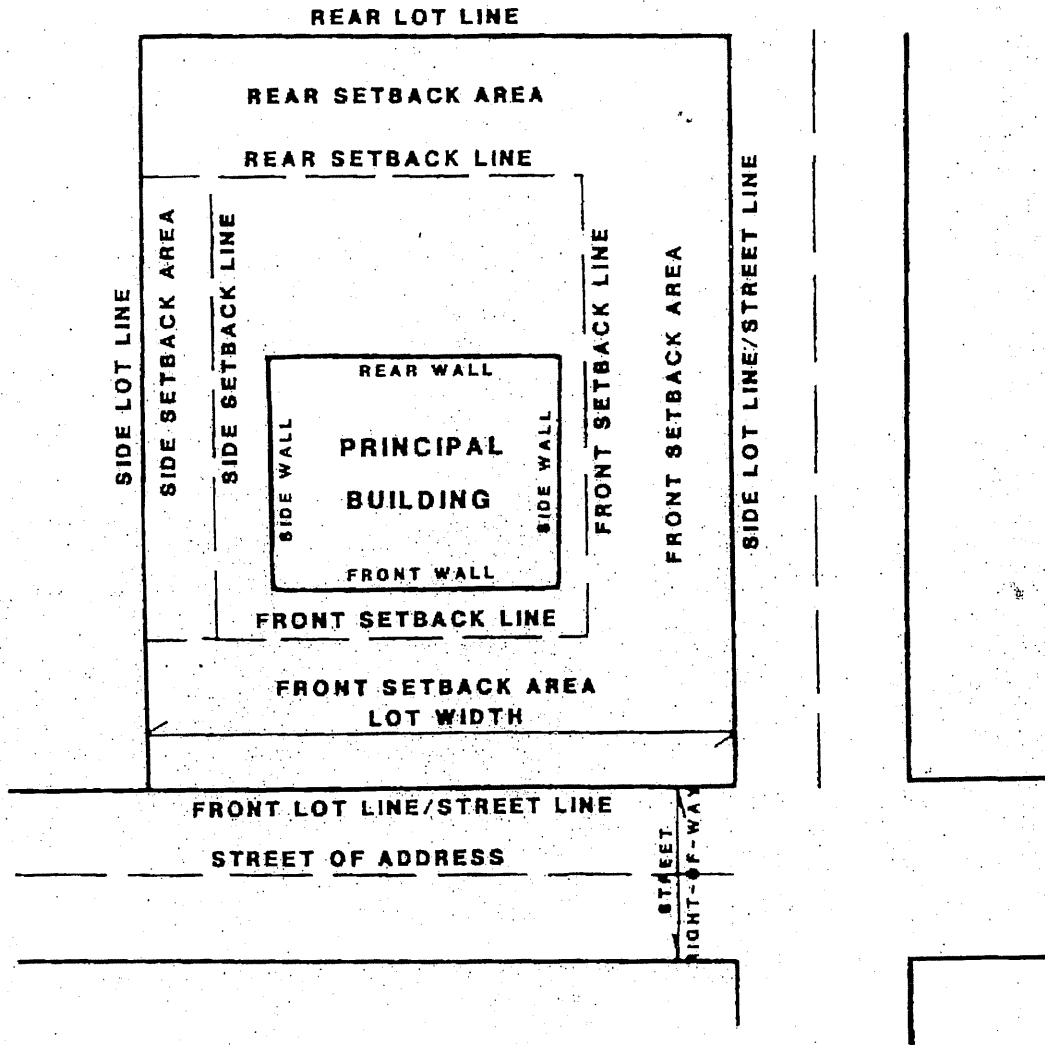 REAR LOT LINE
REAR SETBACK AREA
REAR SETBACK LINE
SIDE LOT LINE
SIDE SETBACK AREA
SIDE SETBACK LINE
REAR WALL
SIDE WALL
PRINCIPAL
BUILDING
SIDE WALL
FRONT WALL
FRONT SETBACK LINE
FRONT SETBACK AREA
SIDE LOT LINE/STREET LINE
FRONT SETBACK LINE
FRONT SETBACK AREA
LOT WIDTH
FRONT LOT LINE/STREET LINE
STREET OF ADDRESS
STREET
RIGHT-OF-WAY